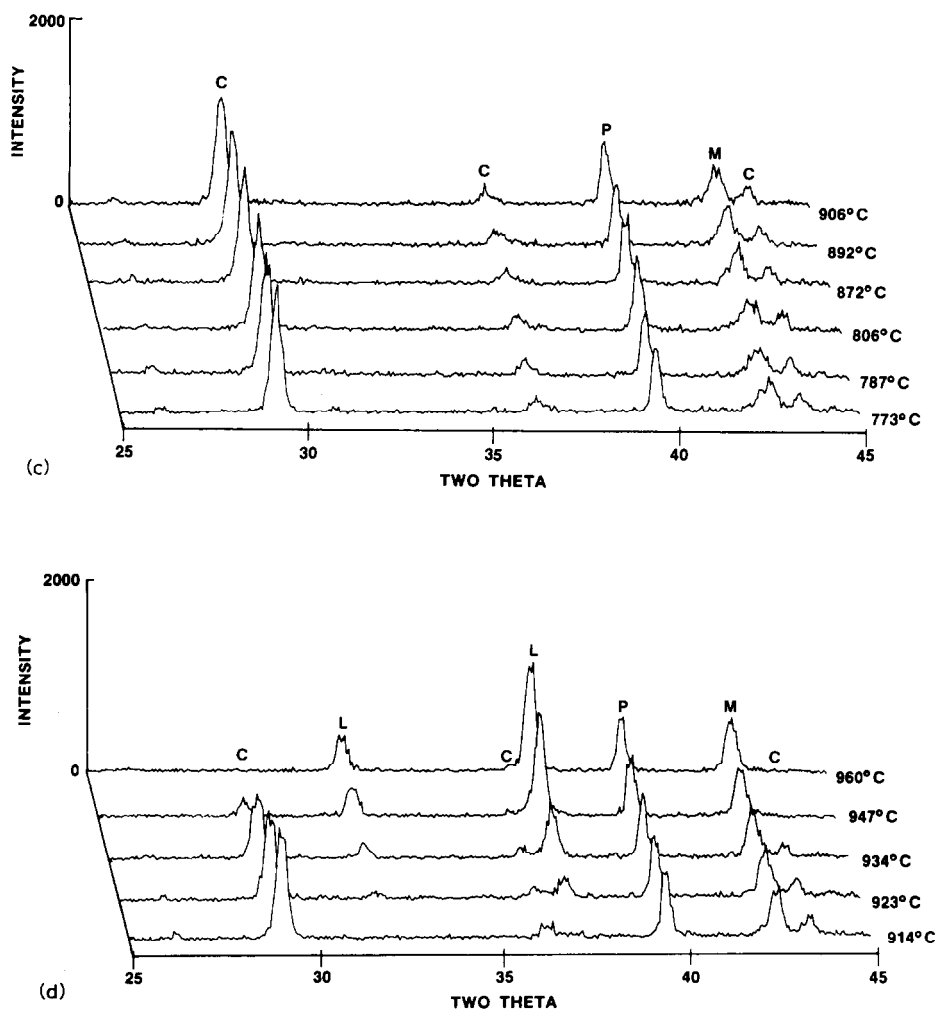 2000
INTENSITY
0
C
C
P
M
C
906°C
892°C
872°C
806°C
787°C
773°C
25
30
35
40
45
TWO THETA
(c)
2000
INTENSITY
0
C
L
C
L
P
M
C
960°C
947°C
934°C
923°C
914°C
25
30
35
40
45
TWO THETA
(d)